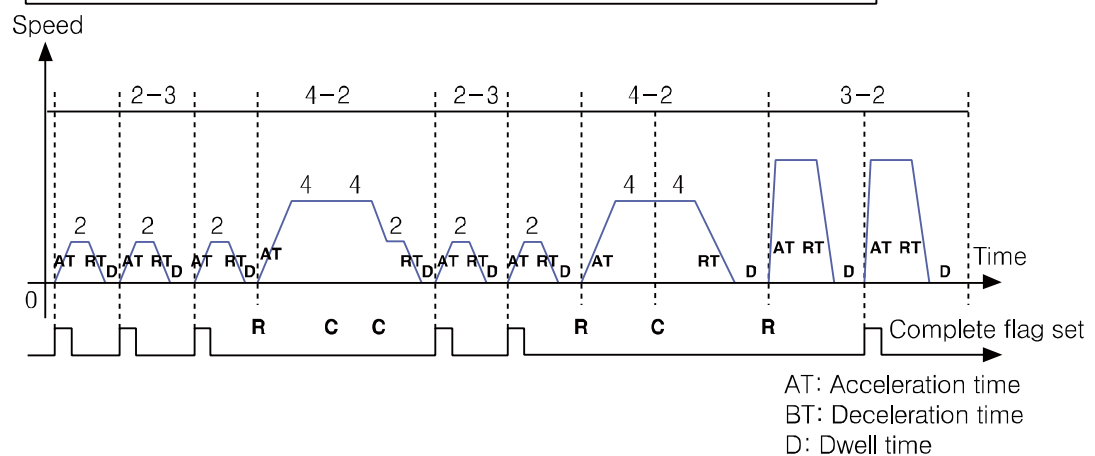 Speed
2-3 4-2 2-3 4-2 3-2
4 4 4 4
2 2 2 2 2 2
AT RT D AT RT D AT RT D AT RT D AT RT D AT RT D AT RT D AT RT D AT RT D
Time
0
R C C R C R Complete flag set
AT: Acceleration time
BT: Deceleration time
D: Dwell time